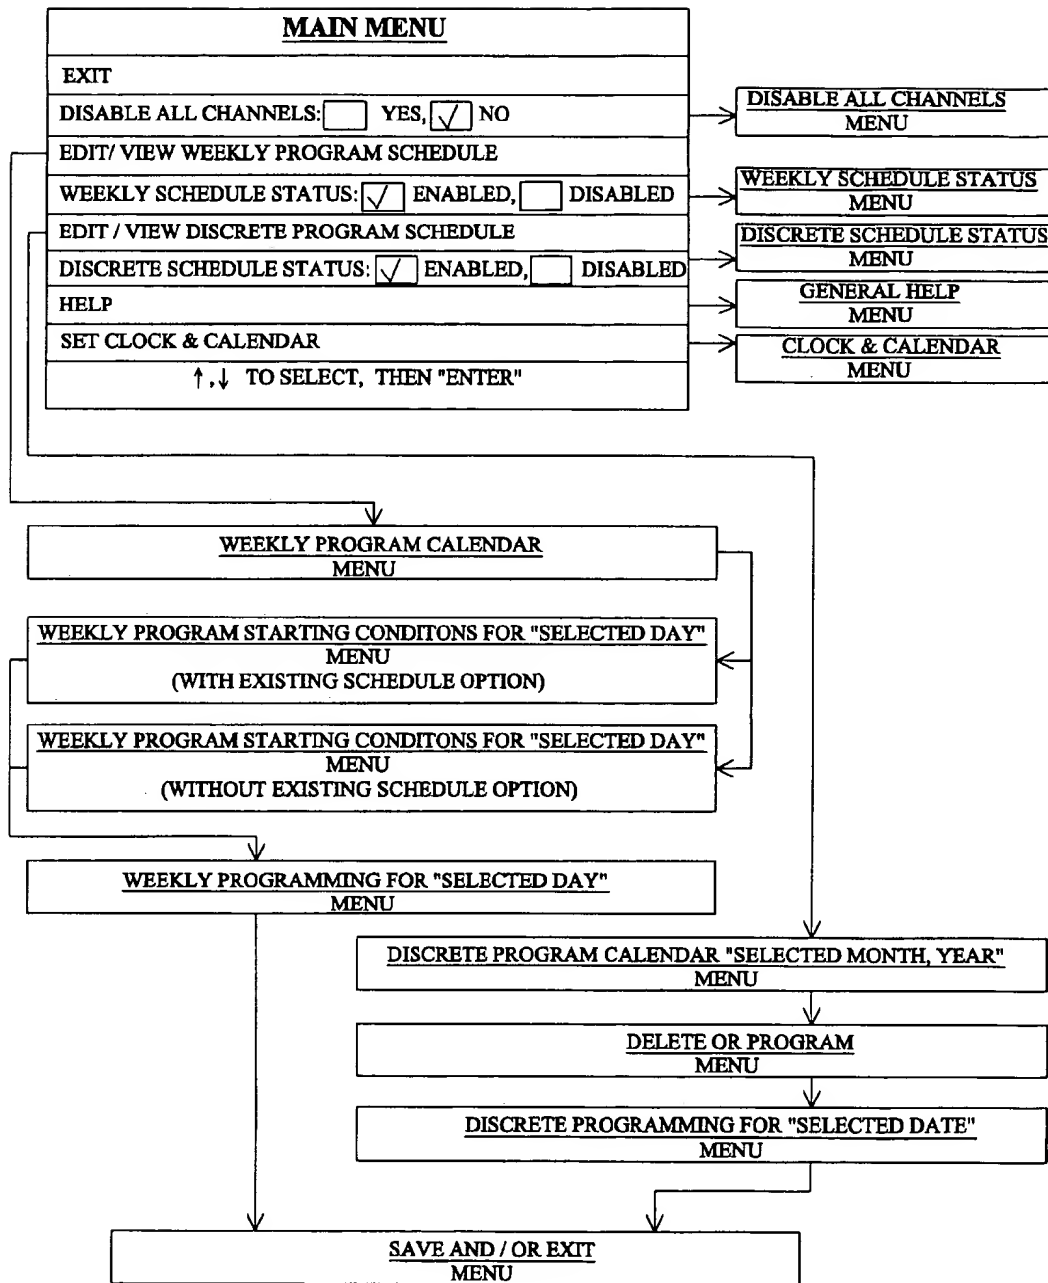 MAIN MENU
EXIT
DISABLE ALL CHANNELS: YES, √ NO
EDIT/ VIEW WEEKLY PROGRAM SCHEDULE
WEEKLY SCHEDULE STATUS: √ ENABLED, DISABLED
EDIT / VIEW DISCRETE PROGRAM SCHEDULE
DISCRETE SCHEDULE STATUS: √ ENABLED, DISABLED
HELP
SET CLOCK & CALENDAR
↑,↓ TO SELECT, THEN "ENTER"
DISABLE ALL CHANNELS
MENU
WEEKLY SCHEDULE STATUS
MENU
DISCRETE SCHEDULE STATUS
MENU
GENERAL HELP
MENU
CLOCK & CALENDAR
MENU
WEEKLY PROGRAM CALENDAR
MENU
WEEKLY PROGRAM STARTING CONDITONS FOR "SELECTED DAY"
MENU
(WITH EXISTING SCHEDULE OPTION)
WEEKLY PROGRAM STARTING CONDITONS FOR "SELECTED DAY"
MENU
(WITHOUT EXISTING SCHEDULE OPTION)
WEEKLY PROGRAMMING FOR "SELECTED DAY"
MENU
DISCRETE PROGRAM CALENDAR "SELECTED MONTH, YEAR"
MENU
DELETE OR PROGRAM
MENU
DISCRETE PROGRAMMING FOR "SELECTED DATE"
MENU
SAVE AND / OR EXIT
MENU